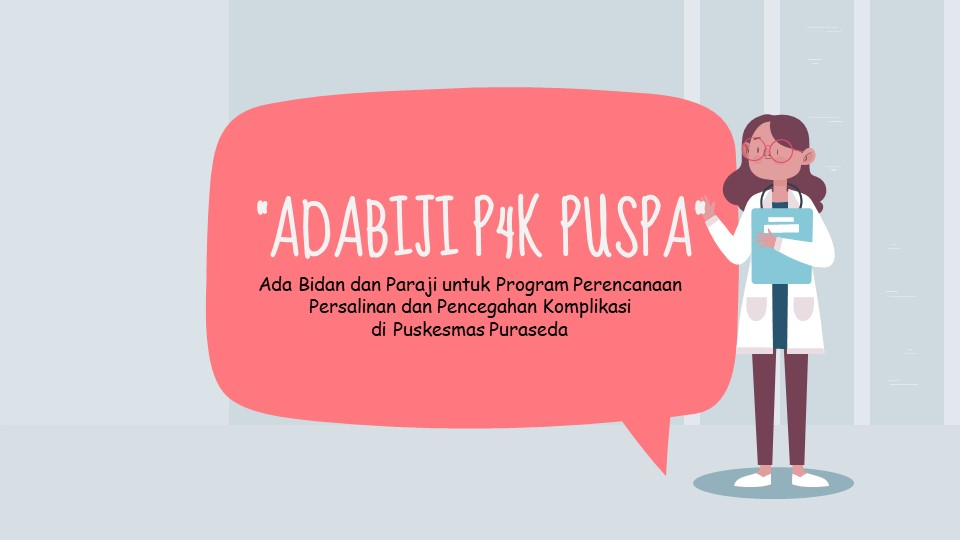 "ADABIJI P4K PUSPA"
Ada Bidan dan Paraji untuk Program Perencanaan
Persalinan dan Pencegahan Komplikasi
di Puskesmas Puraseda